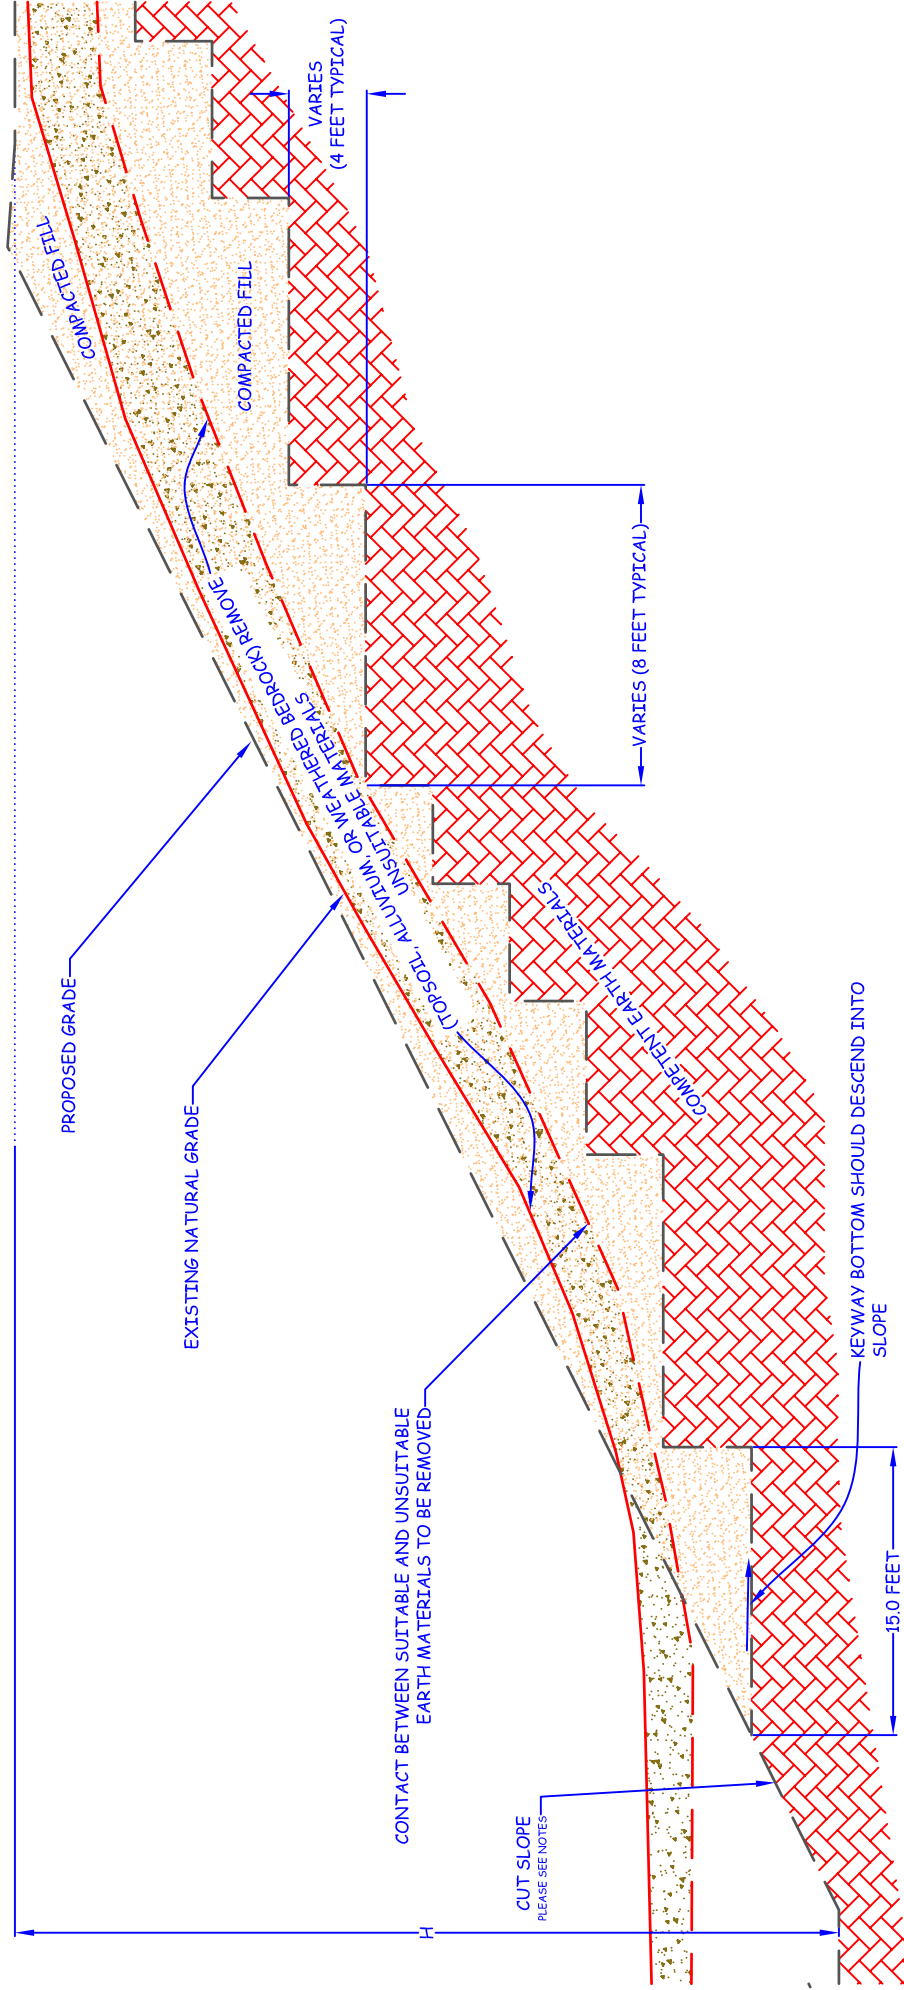 PROPOSED GRADE
EXISTING NATURAL GRADE
CONTACT BETWEEN SUITABLE AND UNSUITABLE
EARTH MATERIALS TO BE REMOVED
CUT SLOPE
PLEASE SEE NOTES
H
COMPACTED FILL
COMPACTED FILL
REMOVE
UNSUITABLE MATERIALS
(TOPSOIL, ALLUVIUM, OR WEATHERED BEDROCK)
VARIES
(4 FEET TYPICAL)
VARIES (8 FEET TYPICAL)
COMPETENT EARTH MATERIALS
KEYWAY BOTTOM SHOULD DESCEND INTO
SLOPE
15.0 FEET